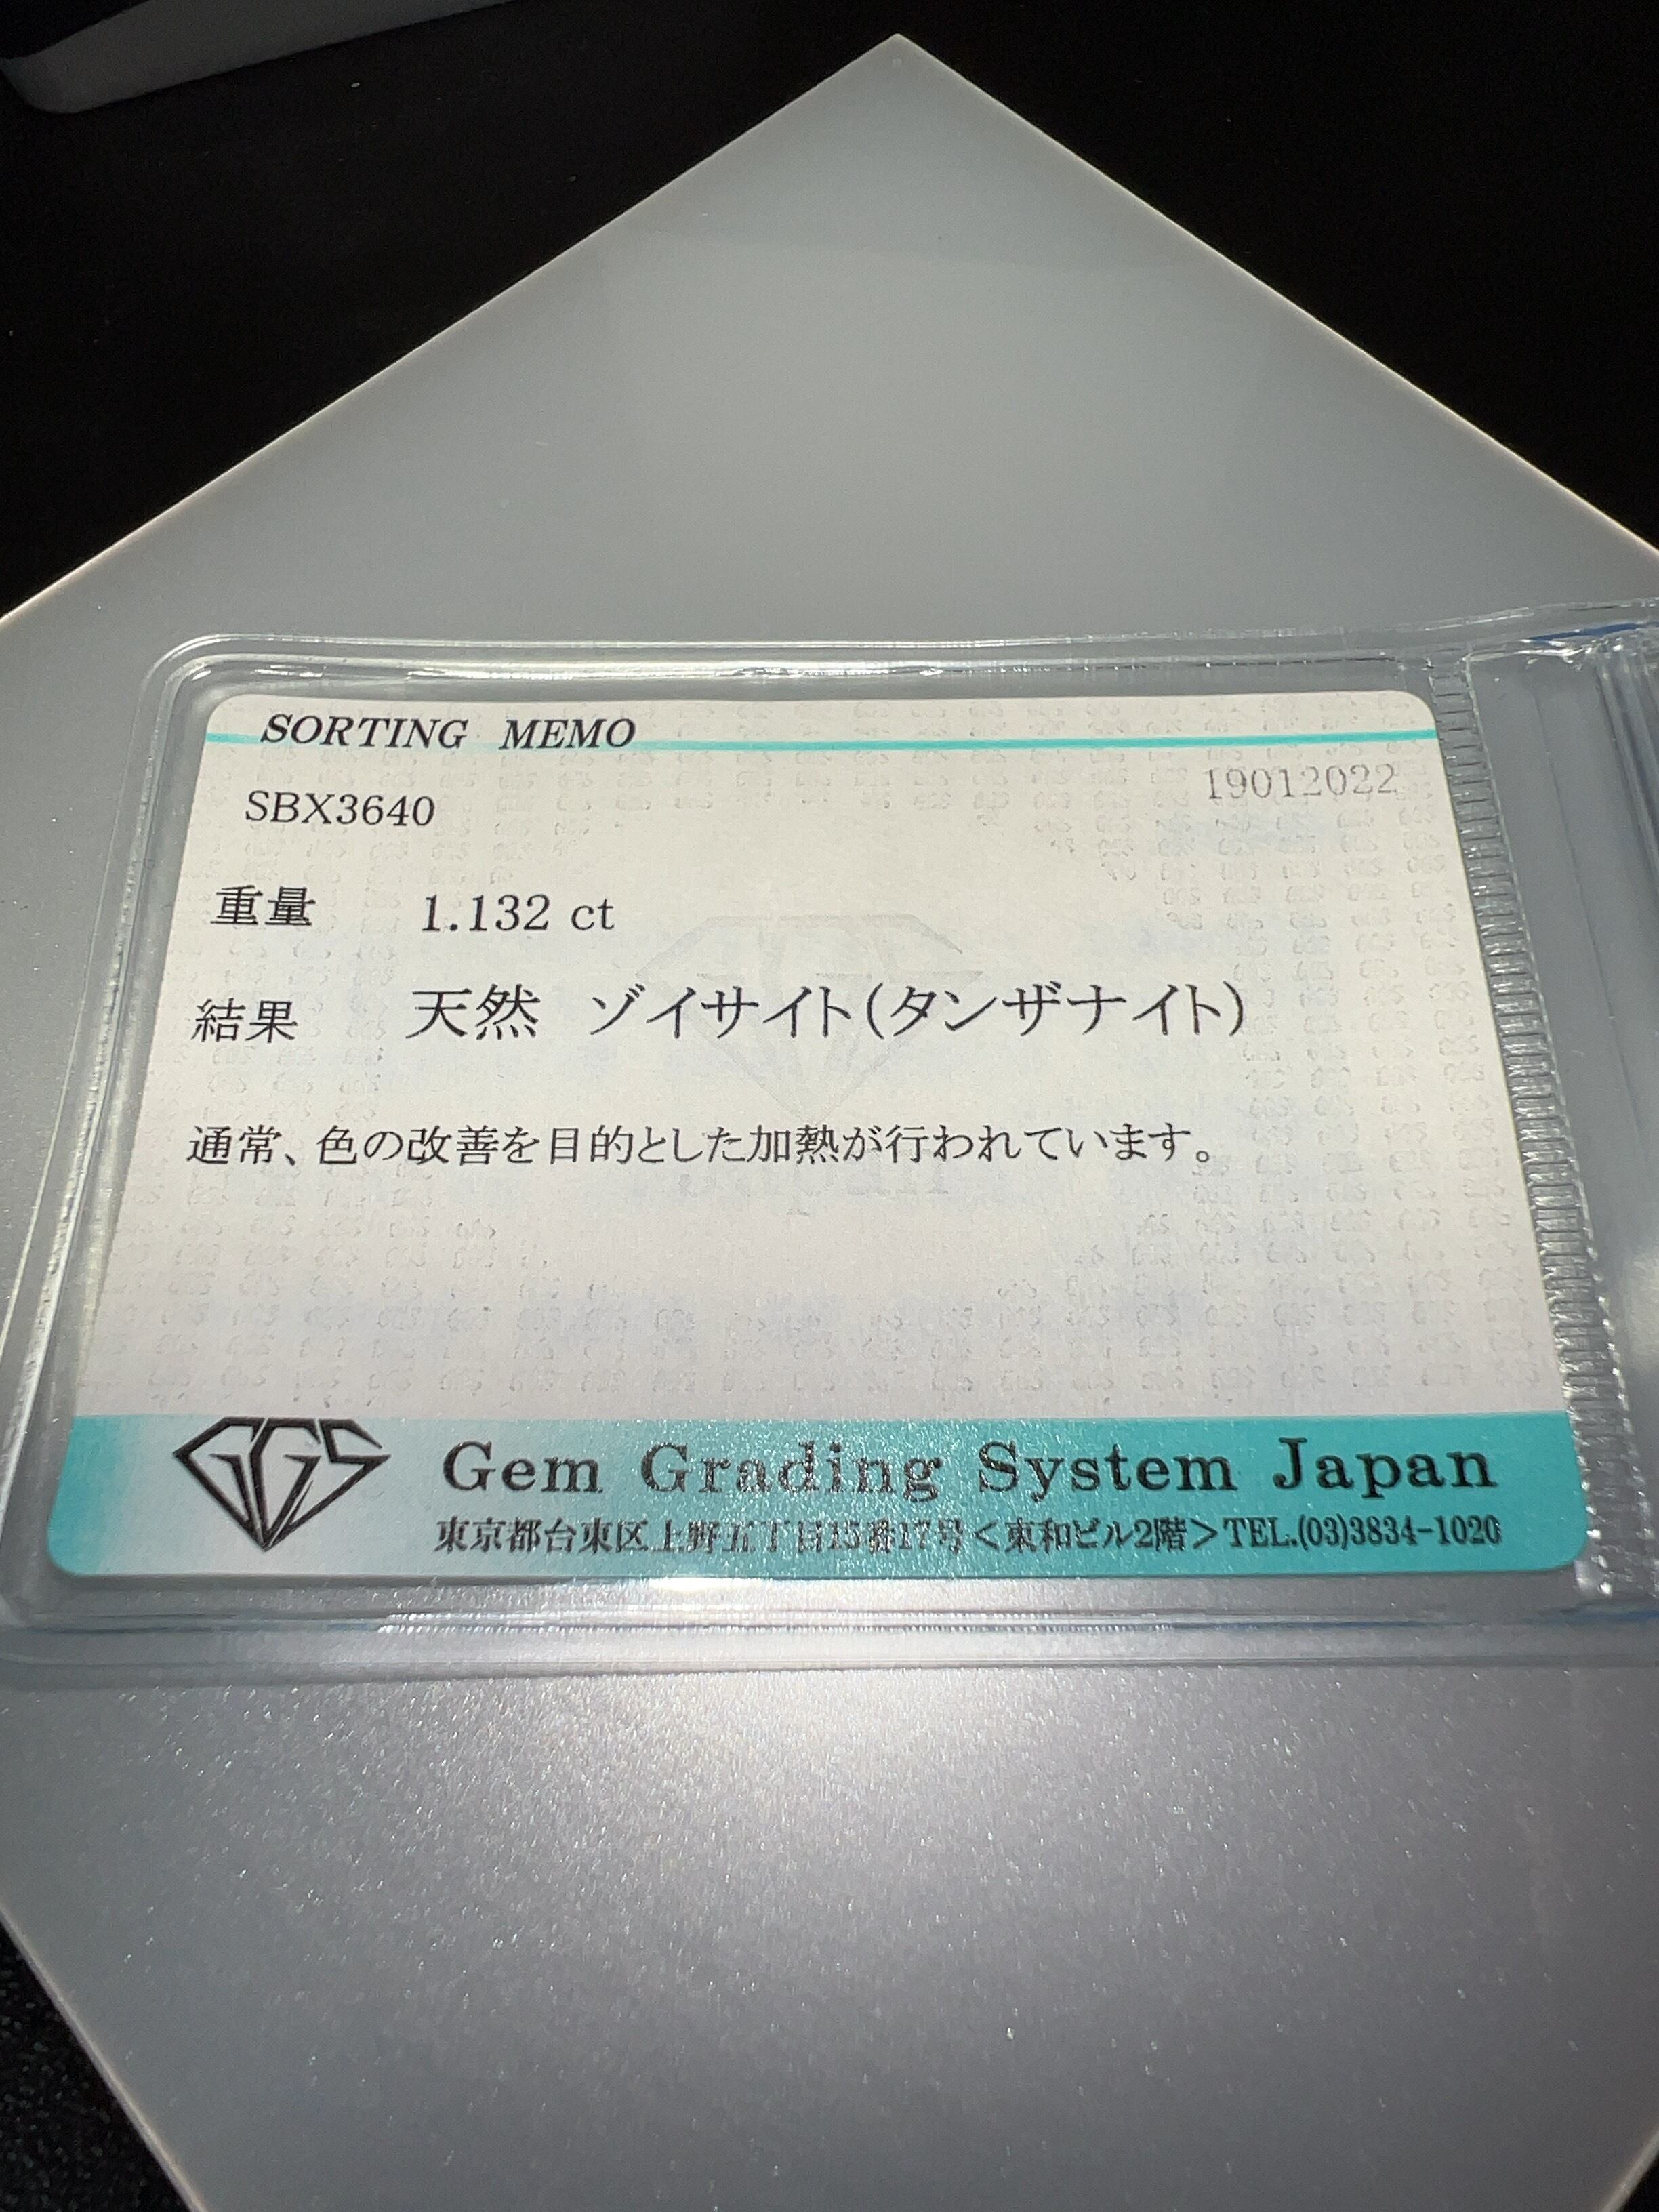 SORTING MEMO
19012022
SBX3640
重量 1.132 ct
結果 天然 ゾイサイト(タンザナイト)
通常、色の改善を目的とした加熱が行われています。
GGS Gem Grading System Japan
東京都台東区上野五丁目15番17号<東和ビル2階>TEL.(03)3834-1020